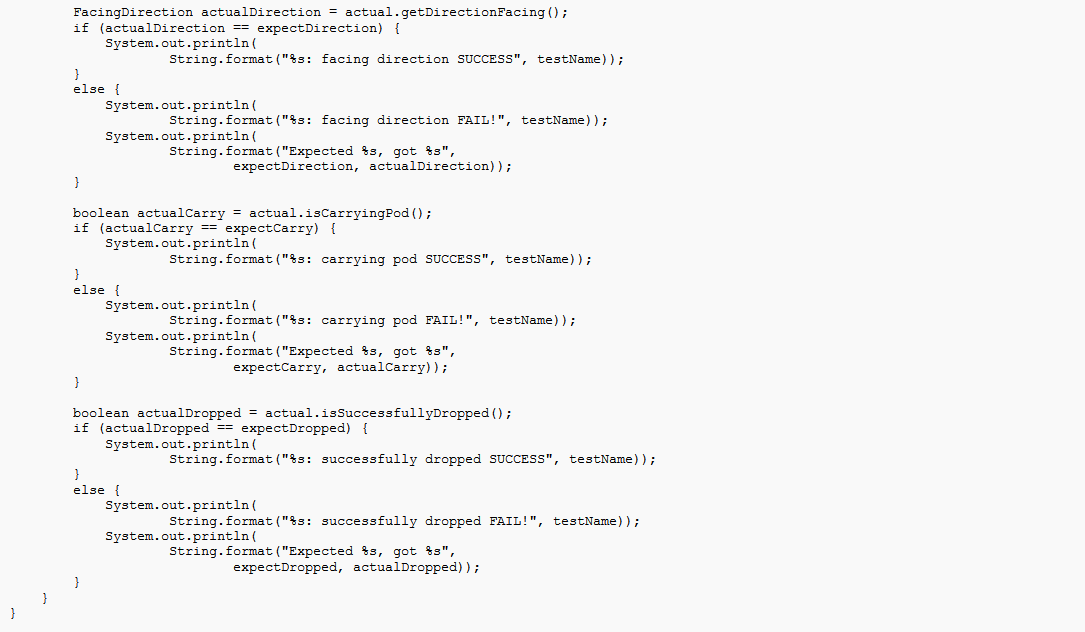 FacingDirection actualDirection = actual.getDirectionFacing();
        if (actualDirection == expectDirection) {
            System.out.println(
                    String.format("%s: facing direction SUCCESS", testName));
        }
        else {
            System.out.println(
                    String.format("%s: facing direction FAIL!", testName));
            System.out.println(
                    String.format("Expected %s, got %s",
                            expectDirection, actualDirection));
        }

        boolean actualCarry = actual.isCarryingPod();
        if (actualCarry == expectCarry) {
            System.out.println(
                    String.format("%s: carrying pod SUCCESS", testName));
        }
        else {
            System.out.println(
                    String.format("%s: carrying pod FAIL!", testName));
            System.out.println(
                    String.format("Expected %s, got %s",
                            expectCarry, actualCarry));
        }

        boolean actualDropped = actual.isSuccessfullyDropped();
        if (actualDropped == expectDropped) {
            System.out.println(
                    String.format("%s: successfully dropped SUCCESS", testName));
        }
        else {
            System.out.println(
                    String.format("%s: successfully dropped FAIL!", testName));
            System.out.println(
                    String.format("Expected %s, got %s",
                            expectDropped, actualDropped));
        }
    }
}